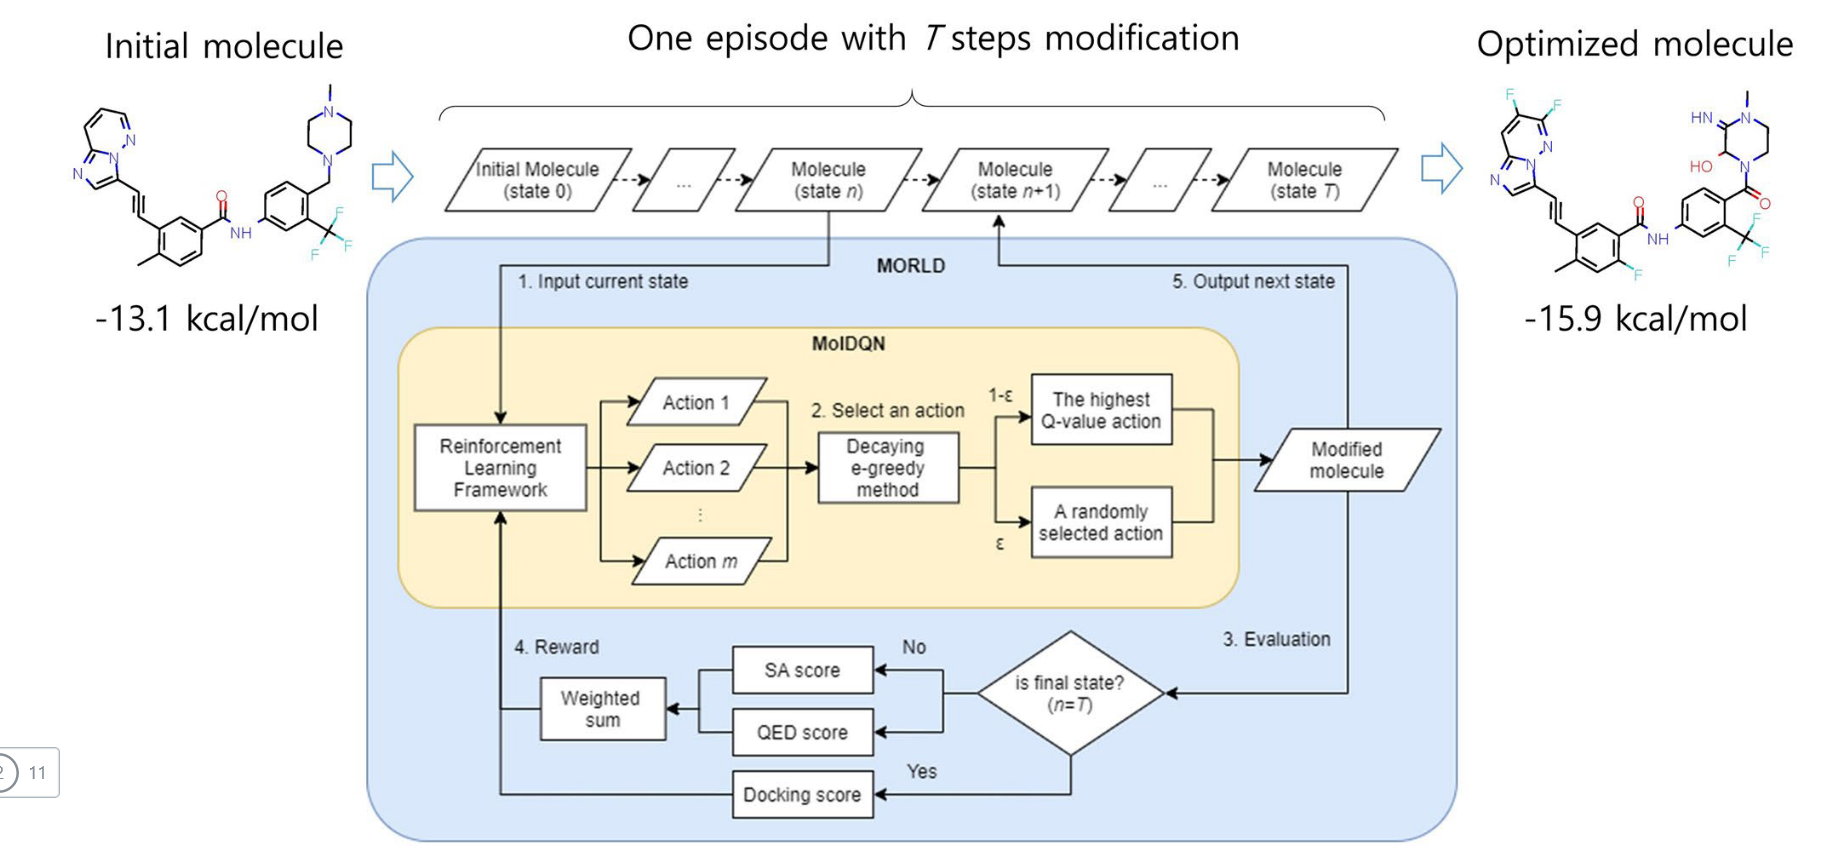 Initial molecule
One episode with T steps modification
Optimized molecule
N
N
N
N
N
O
NH
F
F
F
-13.1 kcal/mol
Initial Molecule
(state 0)
...
Molecule
(state n)
Molecule
(state n+1)
...
Molecule
(state T)
F
F
N
N
N
HN
N
HO
N
O
O
NH
F
F
F
F
-15.9 kcal/mol
MORLD
1. Input current state
5. Output next state
MolDQN
Reinforcement
Learning
Framework
Action 1
Action 2
⋮
Action m
2. Select an action
Decaying
e-greedy
method
1-ε
ε
The highest
Q-value action
A randomly
selected action
Modified
molecule
3. Evaluation
is final state?
(n=T)
No
Yes
SA score
QED score
Docking score
Weighted
sum
4. Reward
2
11